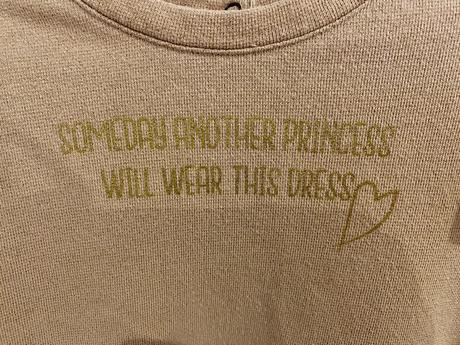 SOMEDAY ANOTHER PRINCESS
WILL WEAR THIS DRESS